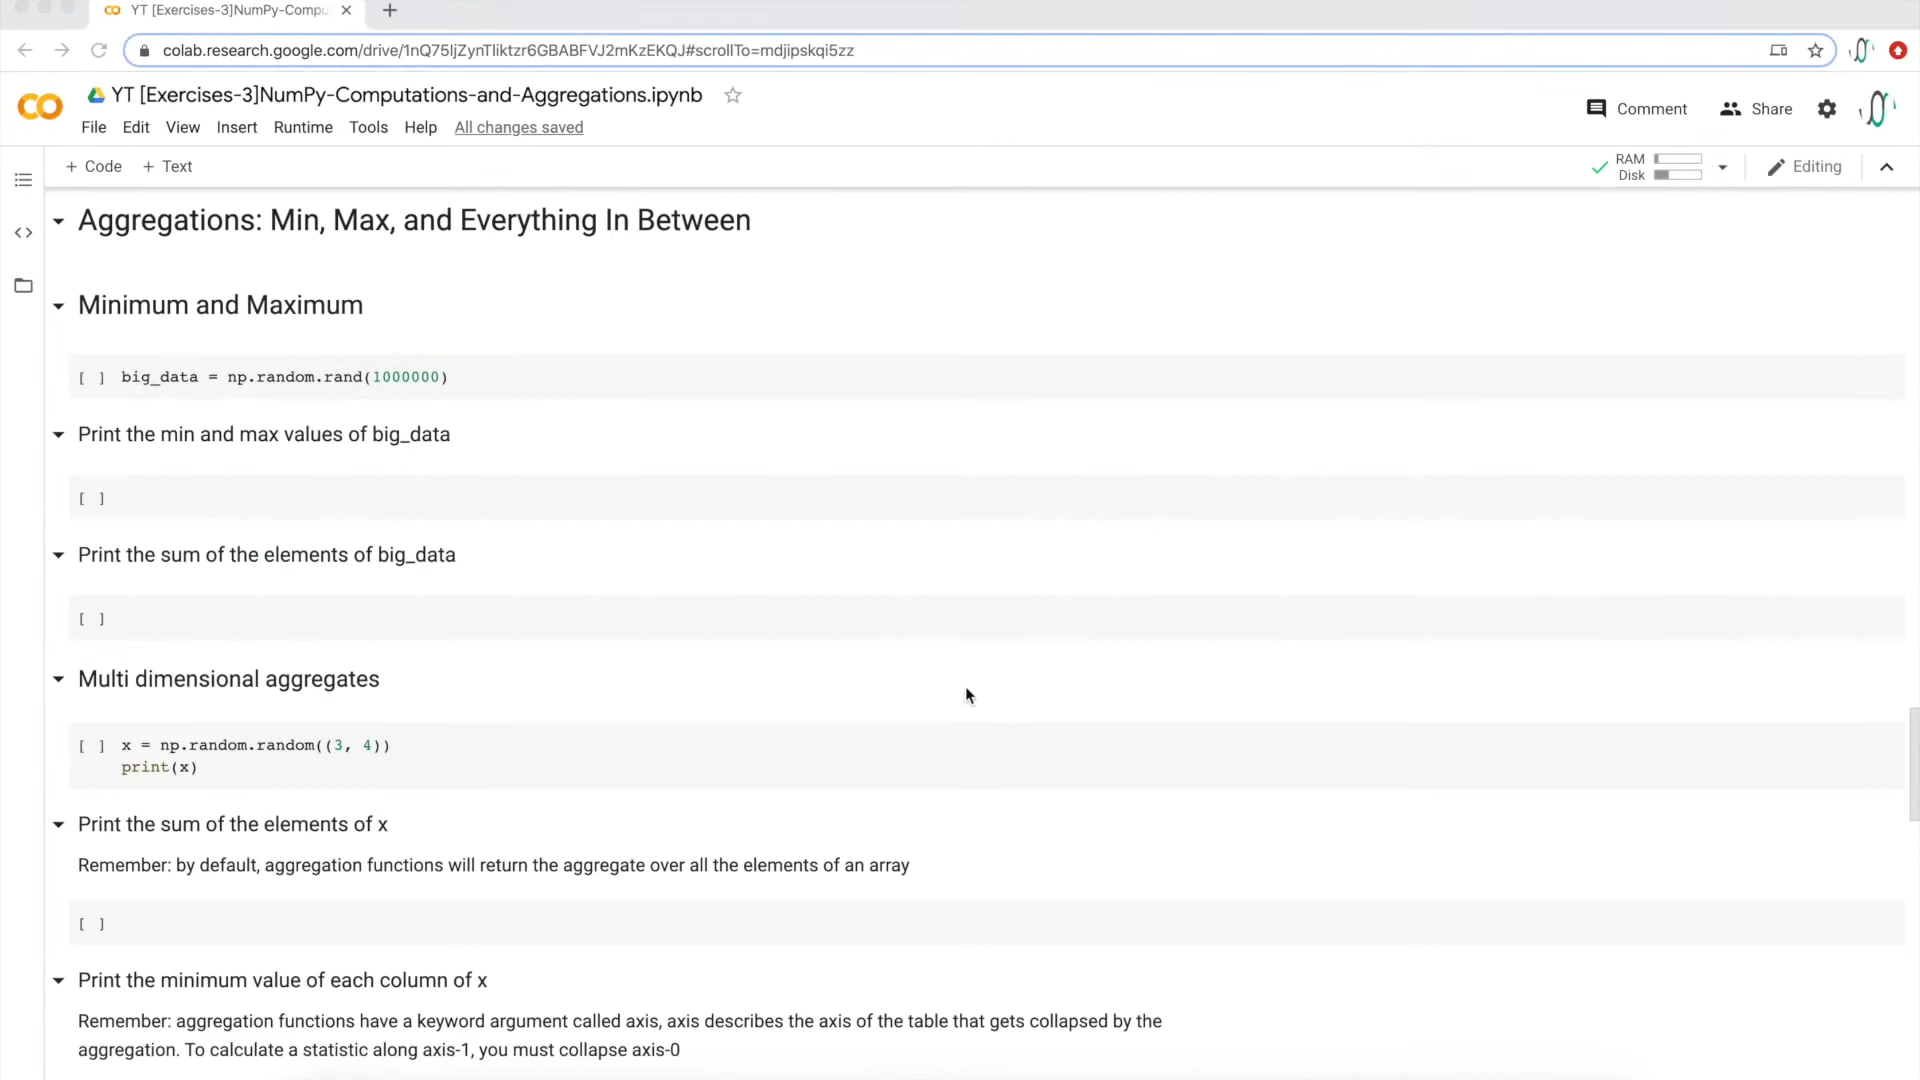 YT [Exercises-3]NumPy-Compu
colab.research.google.com/drive/1nQ75ljZynTliktzr6GBABFVJ2mKzEKQJ#scrollTo=mdjipskqi5zz
YT [Exercises-3]NumPy-Computations-and-Aggregations.ipynb
Comment
Share
File Edit View Insert Runtime Tools Help All changes saved
+ Code + Text
RAM
Disk
Editing
Aggregations: Min, Max, and Everything In Between
Minimum and Maximum
[ ] big_data = np.random.rand(1000000)
Print the min and max values of big_data
[ ]
Print the sum of the elements of big_data
[ ]
Multi dimensional aggregates
[ ] x = np.random.random((3, 4))
print(x)
Print the sum of the elements of x
Remember: by default, aggregation functions will return the aggregate over all the elements of an array
[ ]
Print the minimum value of each column of x
Remember: aggregation functions have a keyword argument called axis, axis describes the axis of the table that gets collapsed by the
aggregation. To calculate a statistic along axis-1, you must collapse axis-0